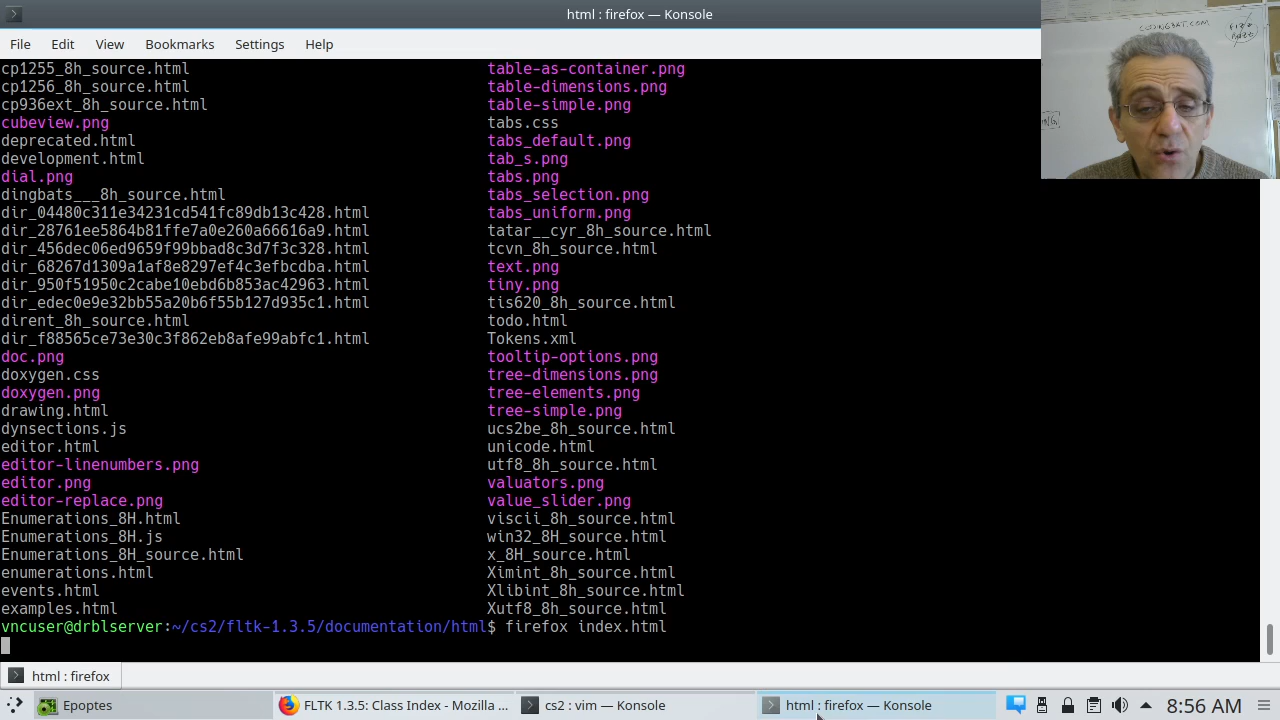 html : firefox — Konsole
File Edit View Bookmarks Settings Help
CODINGBAT.COM
cp1255_8h_source.html table-as-container.png
cp1256_8h_source.html table-dimensions.png
cp936ext_8h_source.html table-simple.png
cubeview.png tabs.css
deprecated.html tabs_default.png
development.html tab_s.png
dial.png tabs.png
dingbats___8h_source.html tabs_selection.png
dir_04480c311e34231cd541fc89db13c428.html tabs_uniform.png
dir_28761ee5864b81ffe7a0e260a66616a9.html tatar__cyr_8h_source.html
dir_456dec06ed9659f99bbad8c3d7f3c328.html tcvn_8h_source.html
dir_68267d1309a1af8e8297ef4c3efbcdba.html text.png
dir_950f51950c2cabe10ebd6b853ac42963.html tiny.png
dir_edec0e9e32bb55a20b6f55b127d935c1.html tis620_8h_source.html
dirent_8h_source.html todo.html
dir_f88565ce73e30c3f862eb8afe99abfc1.html Tokens.xml
doc.png tooltip-options.png
doxygen.css tree-dimensions.png
doxygen.png tree-elements.png
drawing.html tree-simple.png
dynsections.js ucs2be_8h_source.html
editor.html unicode.html
editor-linenumbers.png utf8_8h_source.html
editor.png valuators.png
editor-replace.png value_slider.png
Enumerations_8H.html viscii_8h_source.html
Enumerations_8H.js win32_8H_source.html
Enumerations_8H_source.html x_8H_source.html
enumerations.html Ximint_8h_source.html
events.html Xlibint_8h_source.html
examples.html Xutf8_8h_source.html
vncuser@drblserver:~/cs2/fltk-1.3.5/documentation/html$ firefox index.html
html : firefox
Epoptes FLTK 1.3.5: Class Index - Mozilla ... cs2 : vim — Konsole html : firefox — Konsole 8:56 AM